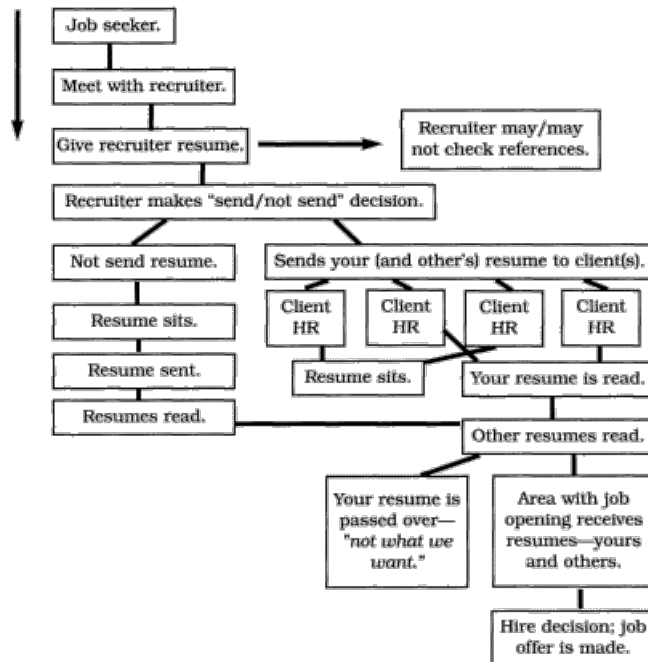 Job seeker.
Meet with recruiter.
Give recruiter resume.
Recruiter may/may
not check references.
Recruiter makes "send/not send" decision.
Not send resume.
Sends your (and other's) resume to client(s).
Client
HR
Client
HR
Client
HR
Client
HR
Resume sits.
Resume sent.
Resumes read.
Resume sits.
Your resume is read.
Other resumes read.
Your resume is
passed over—
"not what we
want."
Area with job
opening receives
resumes—yours
and others.
Hire decision; job
offer is made.